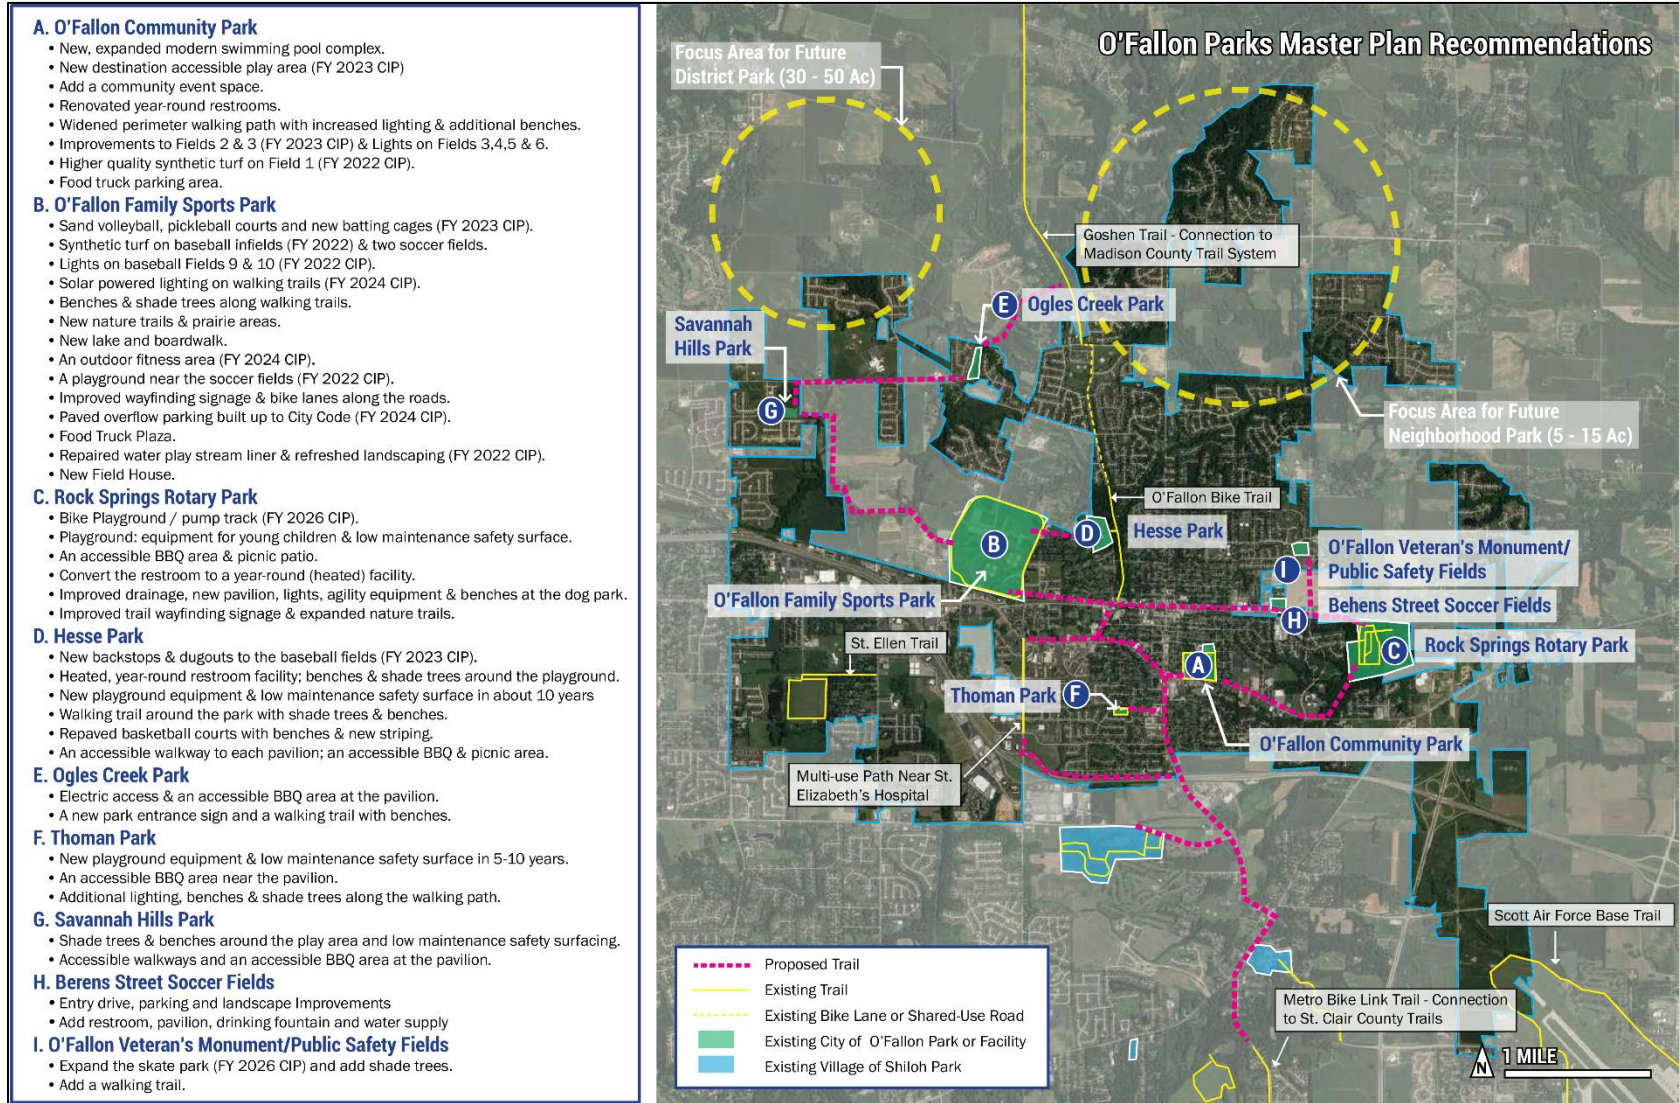 A. O'Fallon Community Park
• New, expanded modern swimming pool complex.
• New destination accessible play area (FY 2023 CIP)
• Add a community event space.
• Renovated year-round restrooms.
• Widened perimeter walking path with increased lighting & additional benches.
• Improvements to Fields 2 & 3 (FY 2023 CIP) & Lights on Fields 3,4,5 & 6.
• Higher quality synthetic turf on Field 1 (FY 2022 CIP).
• Food truck parking area.
B. O'Fallon Family Sports Park
• Sand volleyball, pickleball courts and new batting cages (FY 2023 CIP).
• Synthetic turf on baseball infields (FY 2022) & two soccer fields.
• Lights on baseball Fields 9 & 10 (FY 2022 CIP).
• Solar powered lighting on walking trails (FY 2024 CIP).
• Benches & shade trees along walking trails.
• New nature trails & prairie areas.
• New lake and boardwalk.
• An outdoor fitness area (FY 2024 CIP).
• A playground near the soccer fields (FY 2022 CIP).
• Improved wayfinding signage & bike lanes along the roads.
• Paved overflow parking built up to City Code (FY 2024 CIP).
• Food Truck Plaza.
• Repaired water play stream liner & refreshed landscaping (FY 2022 CIP).
• New Field House.
C. Rock Springs Rotary Park
• Bike Playground / pump track (FY 2026 CIP).
• Playground: equipment for young children & low maintenance safety surface.
• An accessible BBQ area & picnic patio.
• Convert the restroom to a year-round (heated) facility.
• Improved drainage, new pavilion, lights, agility equipment & benches at the dog park.
• Improved trail wayfinding signage & expanded nature trails.
D. Hesse Park
• New backstops & dugouts to the baseball fields (FY 2023 CIP).
• Heated, year-round restroom facility; benches & shade trees around the playground.
• New playground equipment & low maintenance safety surface in about 10 years
• Walking trail around the park with shade trees & benches.
• Repaved basketball courts with benches & new striping.
• An accessible walkway to each pavilion; an accessible BBQ & picnic area.
E. Ogles Creek Park
• Electric access & an accessible BBQ area at the pavilion.
• A new park entrance sign and a walking trail with benches.
F. Thoman Park
• New playground equipment & low maintenance safety surface in 5-10 years.
• An accessible BBQ area near the pavilion.
• Additional lighting, benches & shade trees along the walking path.
G. Savannah Hills Park
• Shade trees & benches around the play area and low maintenance safety surfacing.
• Accessible walkways and an accessible BBQ area at the pavilion.
H. Berens Street Soccer Fields
• Entry drive, parking and landscape Improvements
• Add restroom, pavilion, drinking fountain and water supply
I. O'Fallon Veteran's Monument/Public Safety Fields
• Expand the skate park (FY 2026 CIP) and add shade trees.
• Add a walking trail.
O'Fallon Parks Master Plan Recommendations
Focus Area for Future
District Park (30 - 50 Ac)
Goshen Trail - Connection to
Madison County Trail System
E
Ogles Creek Park
Savannah
Hills Park
G
Focus Area for Future
Neighborhood Park (5 - 15 Ac)
O'Fallon Bike Trail
B
D
Hesse Park
O'Fallon Veteran's Monument/
Public Safety Fields
I
O'Fallon Family Sports Park
Behens Street Soccer Fields
H
St. Ellen Trail
Rock Springs Rotary Park
C
A
Thoman Park
F
O'Fallon Community Park
Multi-use Path Near St.
Elizabeth's Hospital
Scott Air Force Base Trail
Metro Bike Link Trail - Connection
to St. Clair County Trails
Proposed Trail
Existing Trail
Existing Bike Lane or Shared-Use Road
Existing City of O'Fallon Park or Facility
Existing Village of Shiloh Park
N
1 MILE